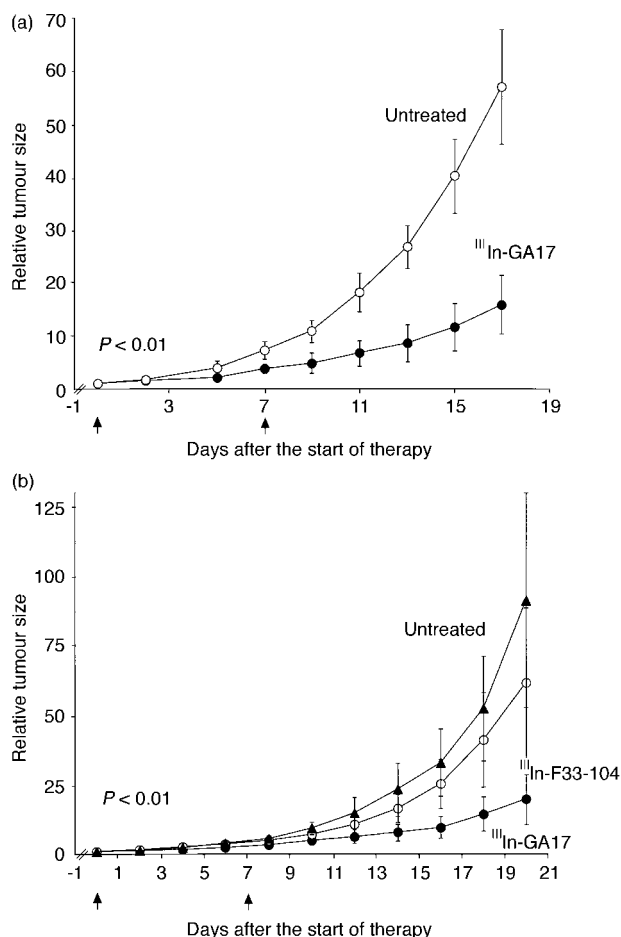 (a)
70
60
50
40
30
20
10
0
Relative tumour size
Untreated
IIIIn-GA17
P < 0.01
-1 3 7 11 15 19
Days after the start of therapy
(b)
125
100
75
50
25
0
Relative tumour size
Untreated
IIIIn-F33-104
IIIIn-GA17
P < 0.01
-1 1 3 5 7 9 11 13 15 17 19 21
Days after the start of therapy